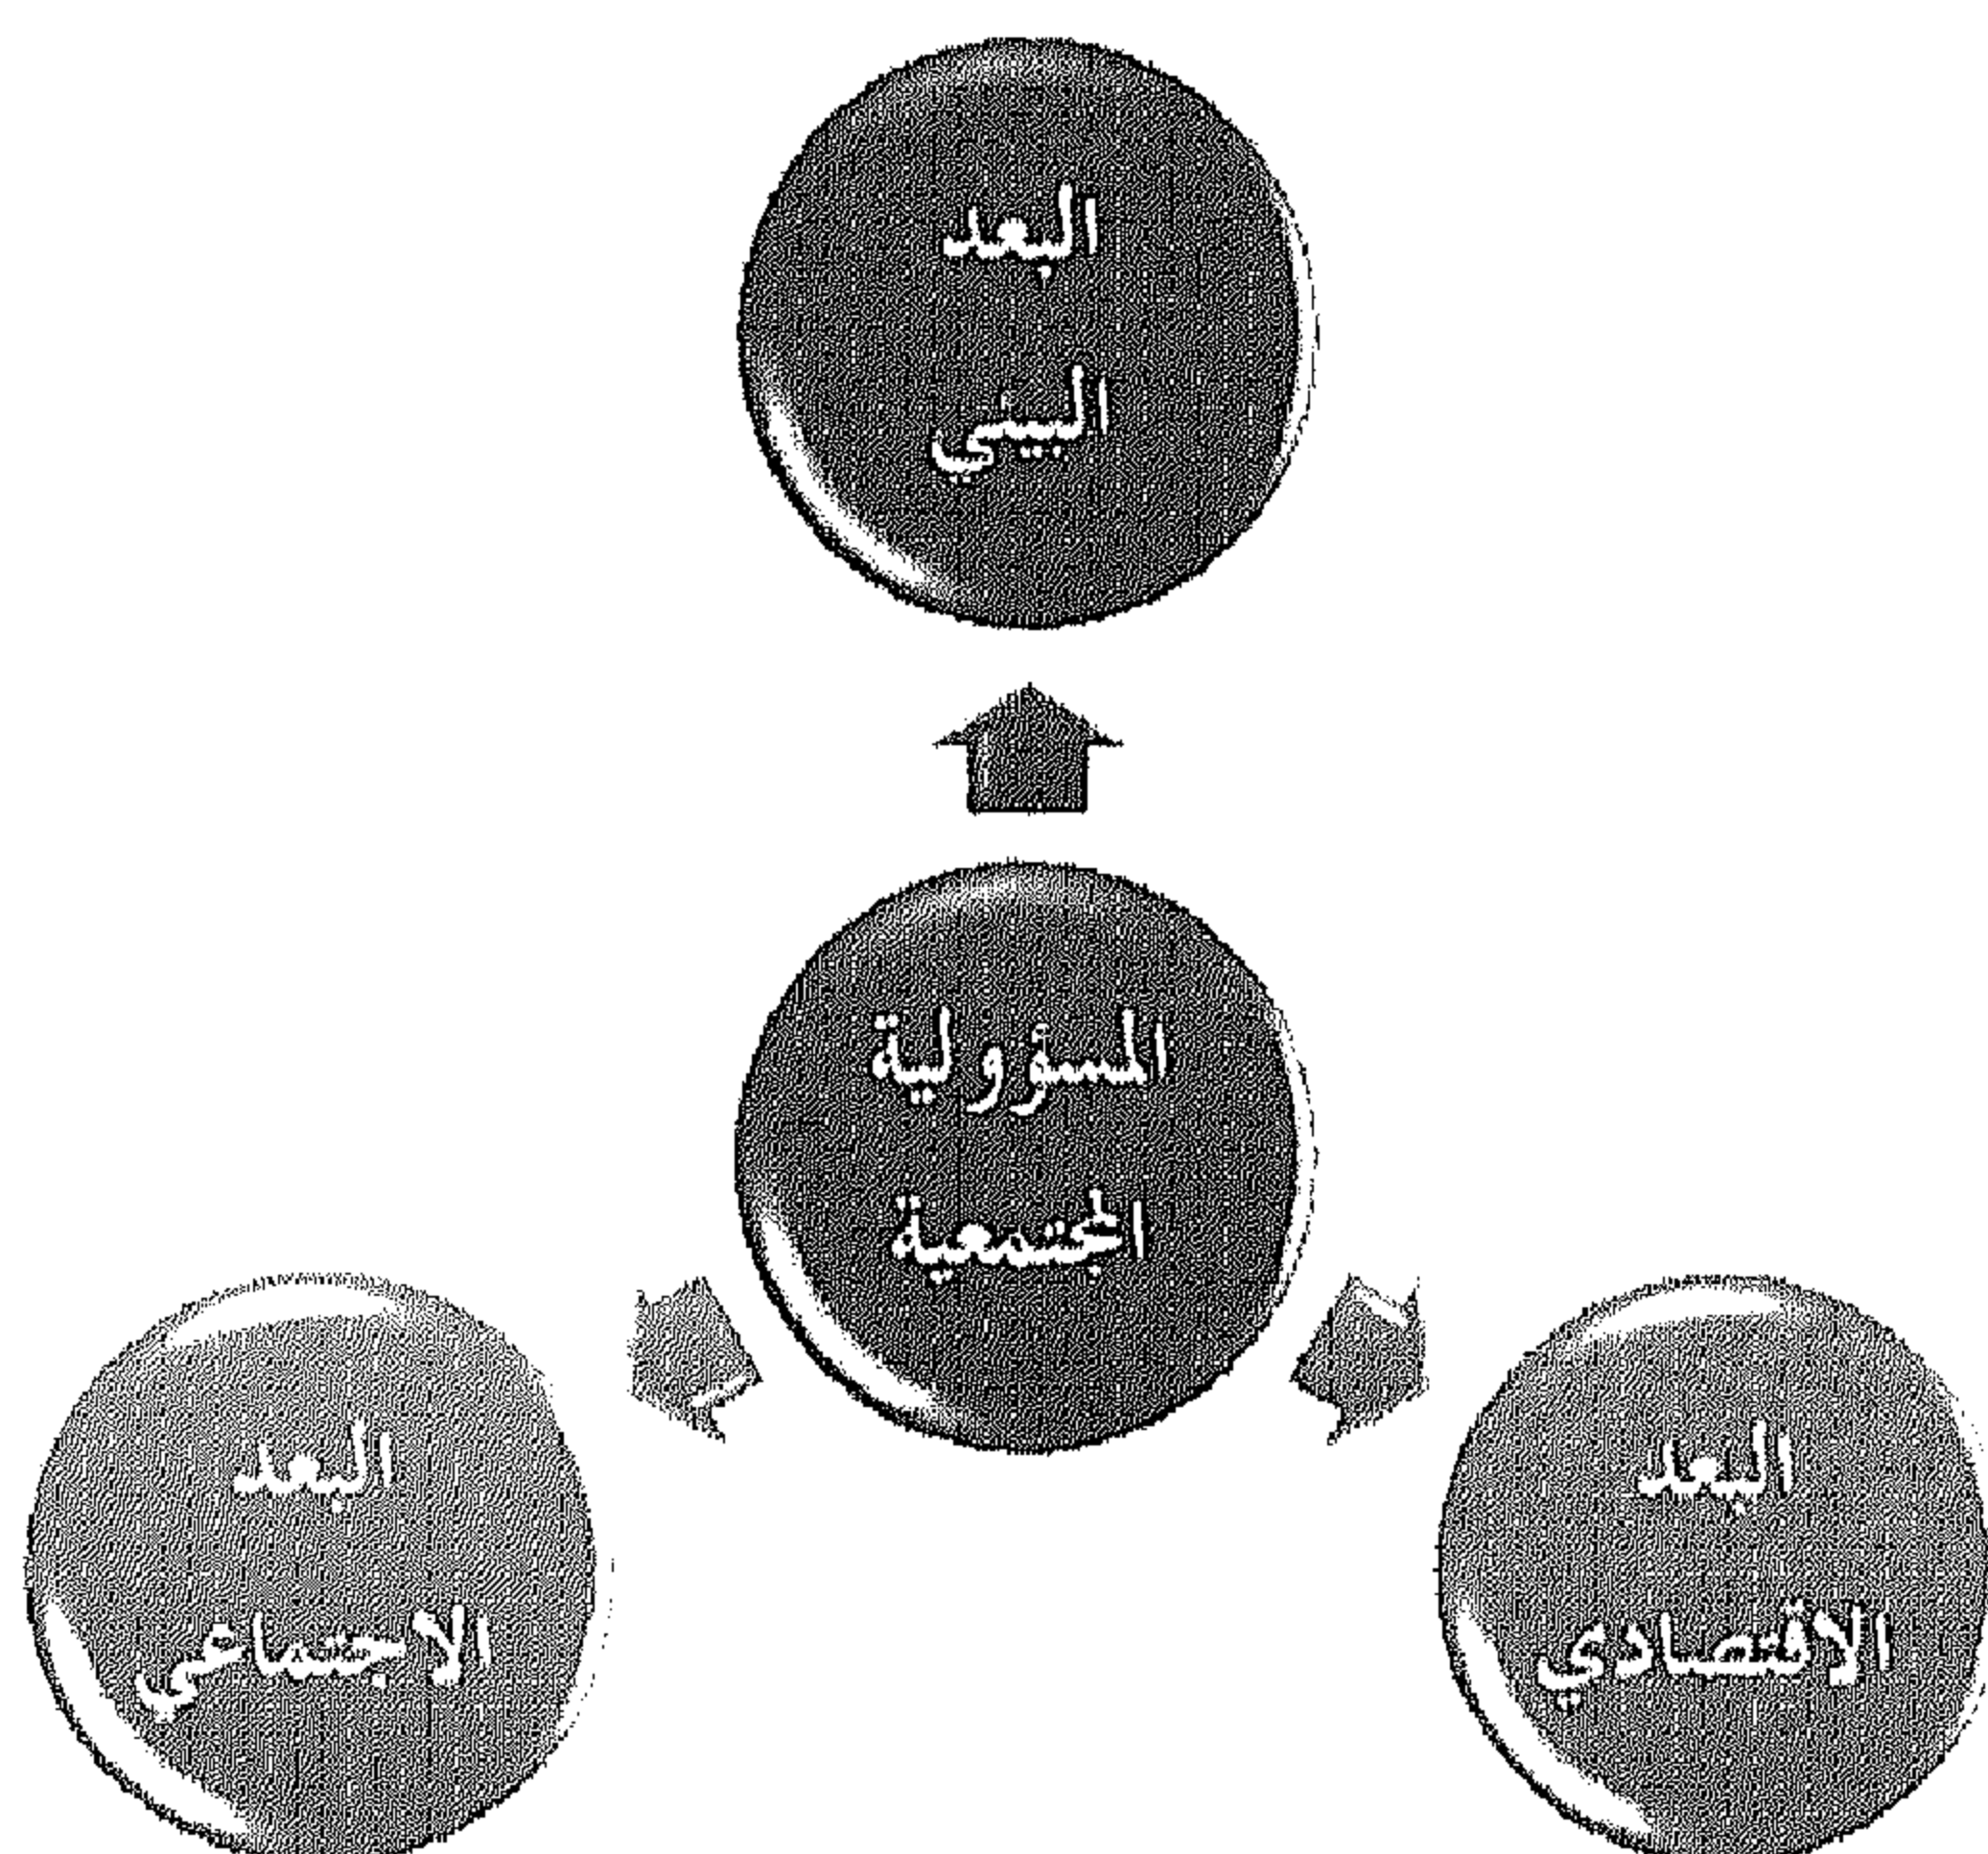 البعد
البيئي
المسؤولية
المجتمعية
البعد
الاقتصادي
البعد
الاجتماعي